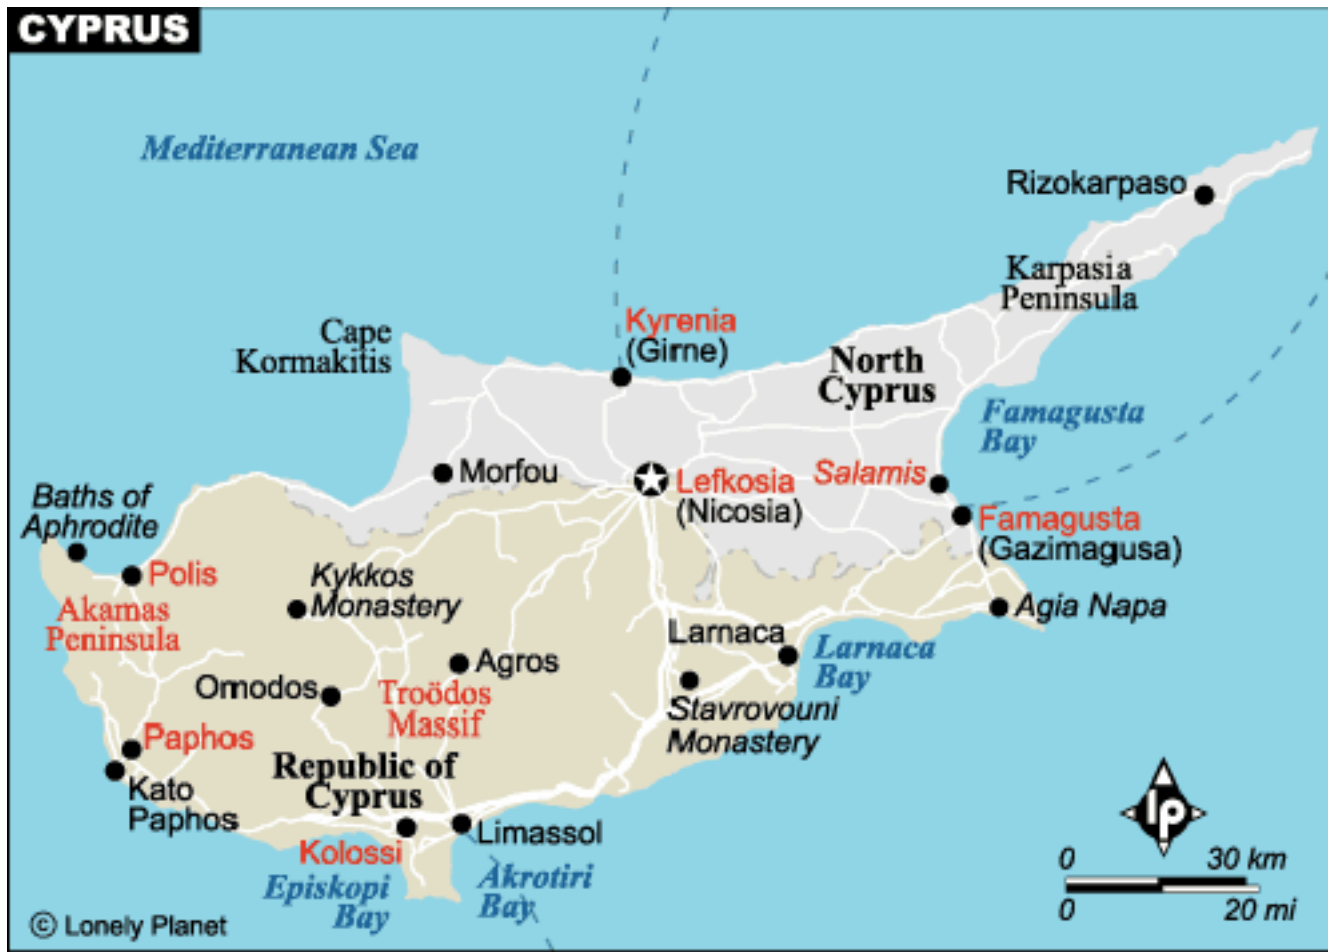 CYPRUS
Mediterranean Sea
Rizokarpaso
Karpasia
Peninsula
Kyrenia
(Girne)
Cape
Kormakitis
North
Cyprus
Famagusta
Bay
Morfou
Lefkosia
(Nicosia)
Salamis
Famagusta
(Gazimagusa)
Baths of
Aphrodite
Polis
Akamas
Peninsula
Kykkos
Monastery
Agia Napa
Larnaca
Larnaca
Bay
Agros
Omodos
Troödos
Massif
Stavrovouni
Monastery
Paphos
Kato
Paphos
Republic of
Cyprus
Limassol
Kolossi
Episkopi
Bay
Akrotiri
Bay
lp
0 30 km
0 20 mi
© Lonely Planet